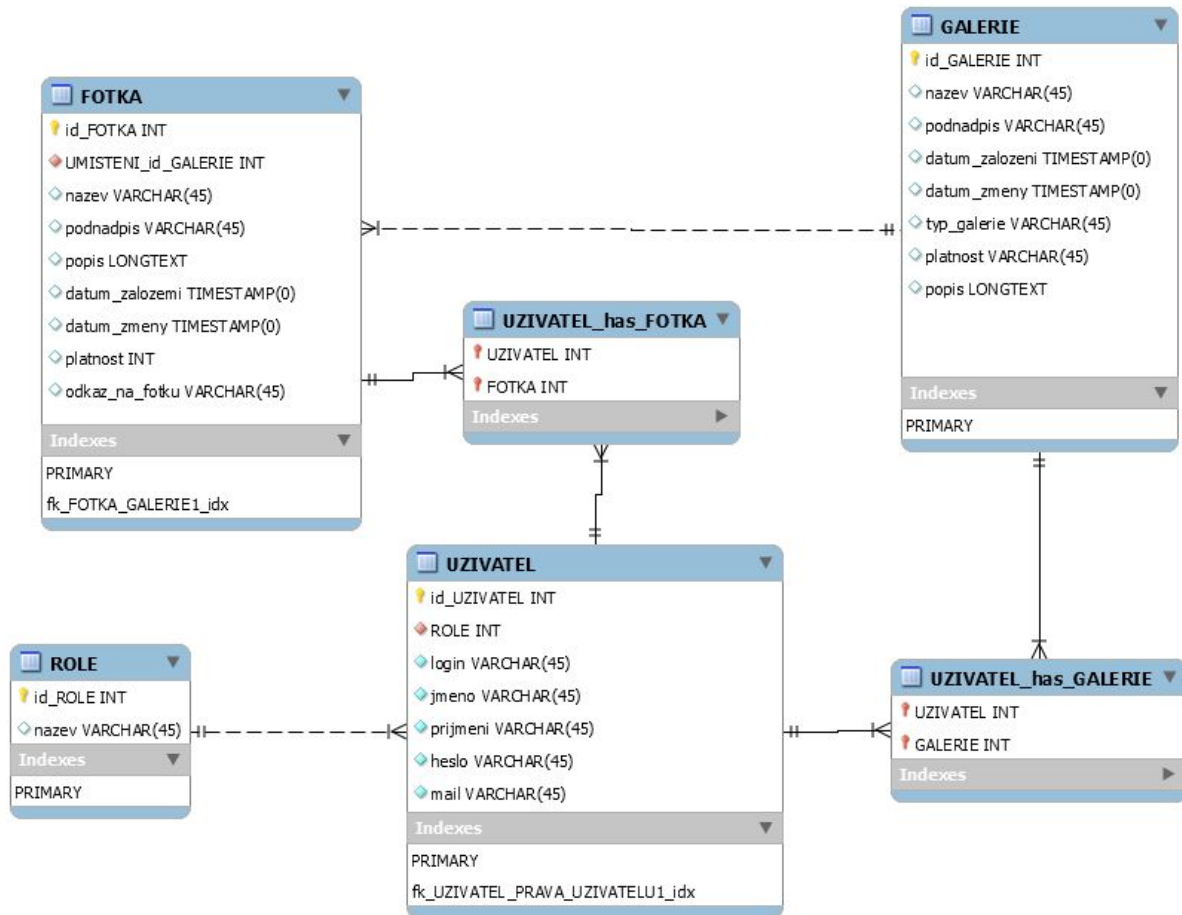 FOTKA
id_FOTKA INT
UMISTENI_id_GALERIE INT
nazev VARCHAR(45)
podnadpis VARCHAR(45)
popis LONGTEXT
datum_zalozemi TIMESTAMP(0)
datum_zmeny TIMESTAMP(0)
platnost INT
odkaz_na_fotku VARCHAR(45)
Indexes
PRIMARY
fk_FOTKA_GALERIE1_idx
GALERIE
id_GALERIE INT
nazev VARCHAR(45)
podnadpis VARCHAR(45)
datum_zalozeni TIMESTAMP(0)
datum_zmeny TIMESTAMP(0)
typ_galerie VARCHAR(45)
platnost VARCHAR(45)
popis LONGTEXT
Indexes
PRIMARY
UZIVATEL_has_FOTKA
UZIVATEL INT
FOTKA INT
Indexes
UZIVATEL
id_UZIVATEL INT
ROLE INT
login VARCHAR(45)
jmeno VARCHAR(45)
prijmeni VARCHAR(45)
heslo VARCHAR(45)
mail VARCHAR(45)
Indexes
PRIMARY
fk_UZIVATEL_PRAVA_UZIVATELU1_idx
ROLE
id_ROLE INT
nazev VARCHAR(45)
Indexes
PRIMARY
UZIVATEL_has_GALERIE
UZIVATEL INT
GALERIE INT
Indexes